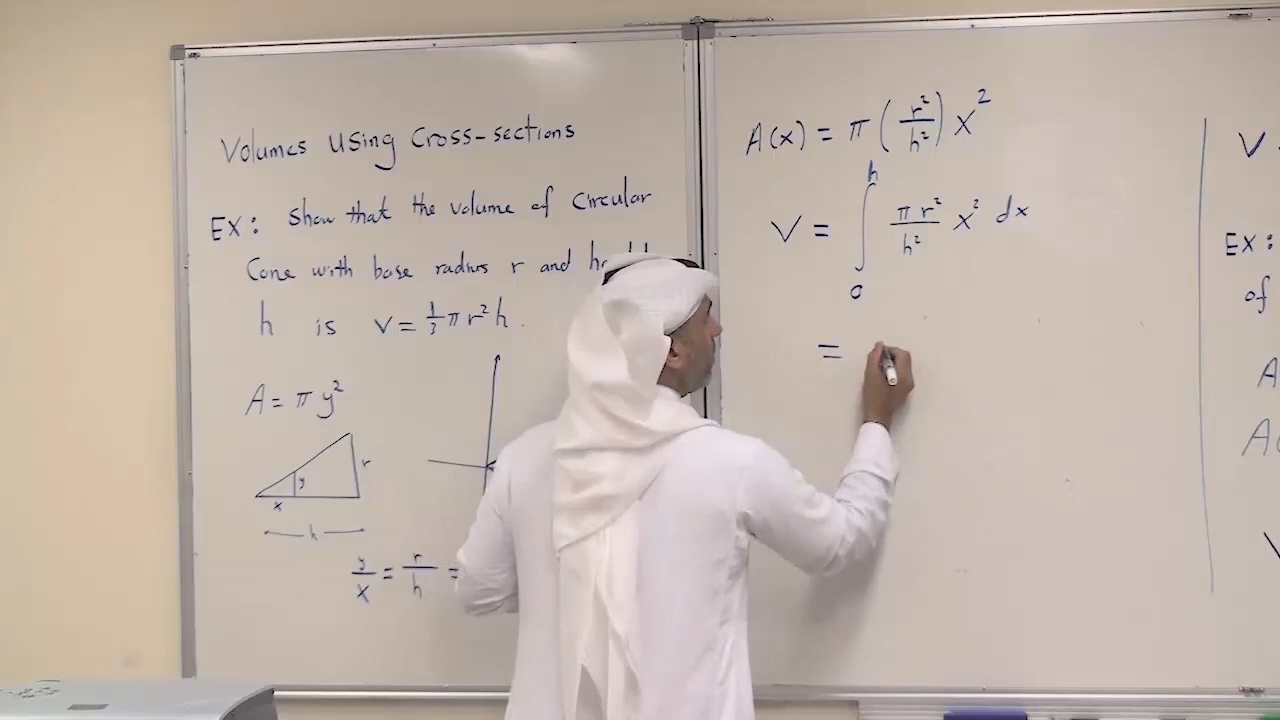 Volumes Using Cross-sections
EX: Show that the volume of Circular
Cone with base radius r and
h is V = 1/3 π r² h.
A = π y²
r
y
x
h
y/x = r/h =
A(x) = π (r²/h²) x²
V = ∫₀ʰ (π r²/h²) x² dx
=
V
EX:
of
A
V